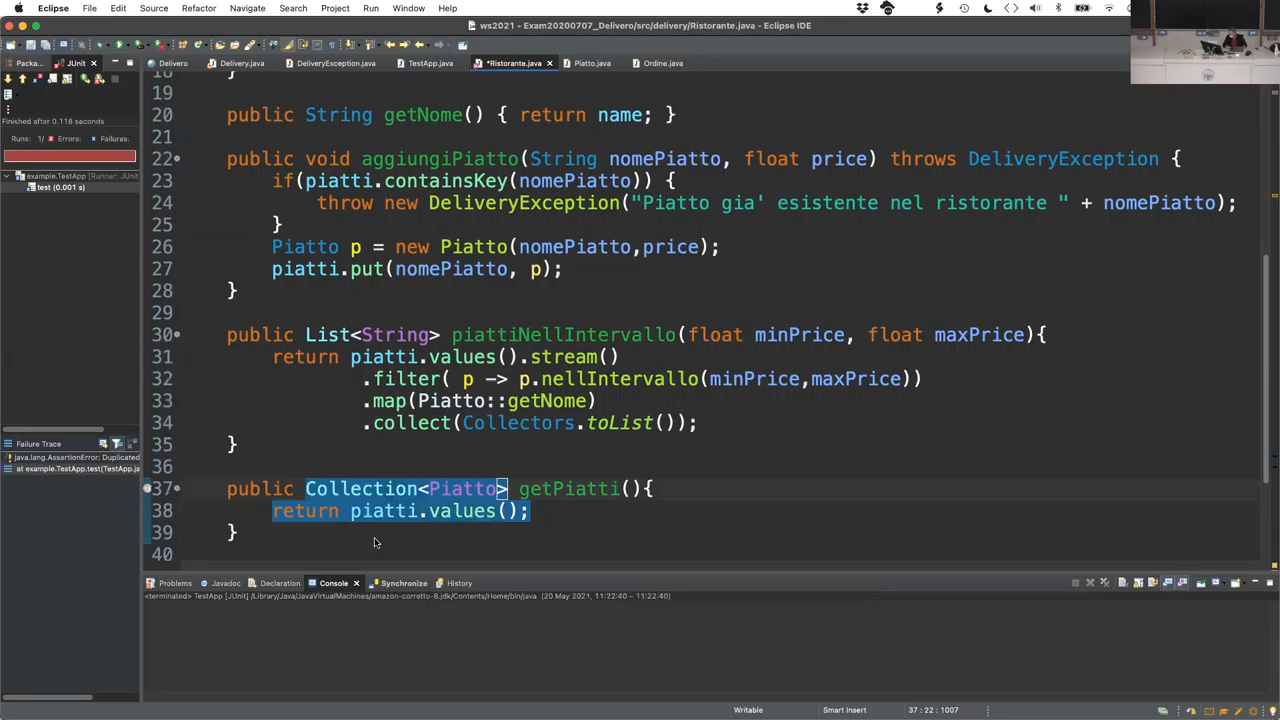 Eclipse File Edit Source Refactor Navigate Search Project Run Window Help
ws2021 - Exam20200707_Delivero/src/delivery/Ristorante.java - Eclipse IDE
Packa... JUnit
Delivero Delivery.java DeliveryException.java TestApp.java *Ristorante.java Piatto.java Ordine.java
Finished after 0.118 seconds
Runs: 1/ Errors: Failures:
example.TestApp [Runner: JUnit
test (0.001 s)
Failure Trace
java.lang.AssertionError: Duplicated
at example.TestApp.test(TestApp.ja
18 }
19
20 public String getNome() { return name; }
21
22 public void aggiungiPiatto(String nomePiatto, float price) throws DeliveryException {
23 if(piatti.containsKey(nomePiatto)) {
24 throw new DeliveryException("Piatto gia' esistente nel ristorante " + nomePiatto);
25 }
26 Piatto p = new Piatto(nomePiatto,price);
27 piatti.put(nomePiatto, p);
28 }
29
30 public List<String> piattiNellIntervallo(float minPrice, float maxPrice){
31 return piatti.values().stream()
32 .filter( p -> p.nellIntervallo(minPrice,maxPrice))
33 .map(Piatto::getNome)
34 .collect(Collectors.toList());
35 }
36
37 public Collection<Piatto> getPiatti(){
38 return piatti.values();
39 }
40
Problems Javadoc Declaration Console Synchronize History
<terminated> TestApp [JUnit] /Library/Java/JavaVirtualMachines/amazon-corretto-8.jdk/Contents/Home/bin/java (20 May 2021, 11:22:40 – 11:22:40)
Writable Smart Insert 37 : 22 : 1007